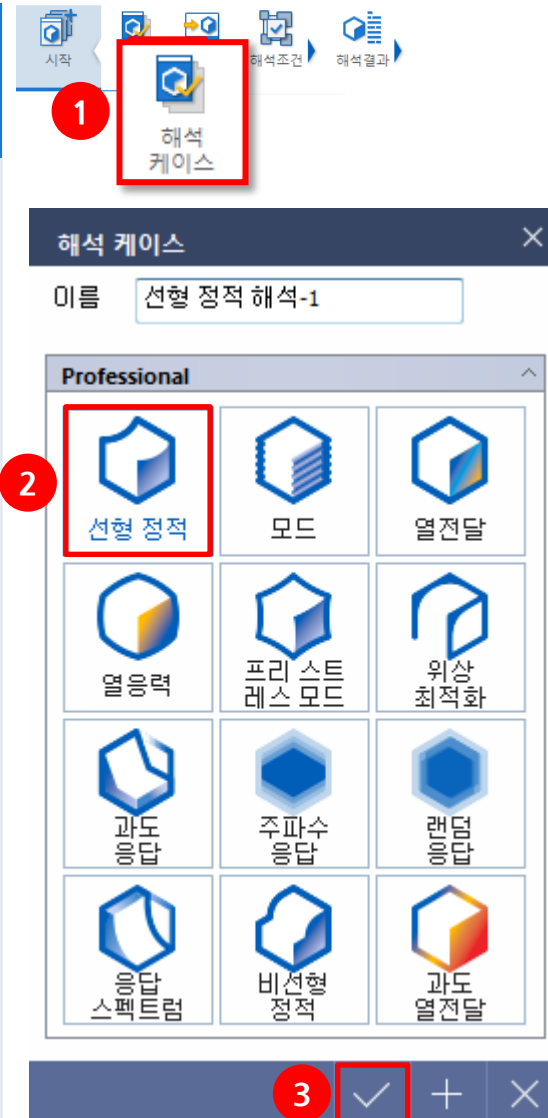 시작
해석조건
해석결과
1
해석
케이스
해석 케이스
이름
선형 정적 해석-1
Professional
2
선형 정적
모드
열전달
열응력
프리 스트
레스 모드
위상
최적화
과도
응답
주파수
응답
랜덤
응답
응답
스펙트럼
비선형
정적
과도
열전달
3